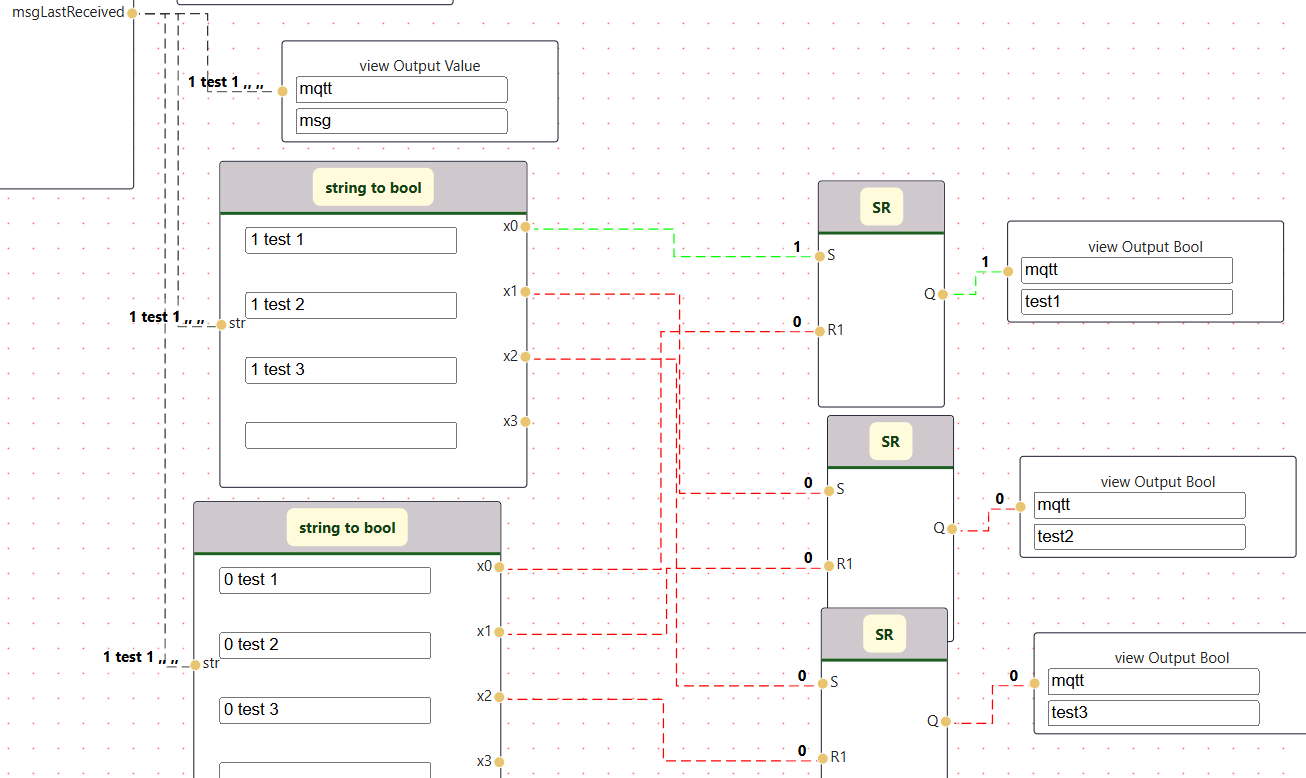 msgLastReceived
1 test 1 ,, ,,
view Output Value
mqtt
msg
string to bool
1 test 1
1 test 2
1 test 3
x0
x1
x2
x3
1 test 1 ,, ,,
str
SR
1
S
0
R1
Q
1
view Output Bool
mqtt
test1
SR
0
S
0
R1
Q
0
view Output Bool
mqtt
test2
string to bool
0 test 1
0 test 2
0 test 3
x0
x1
x2
x3
1 test 1 ,, ,,
str
SR
0
S
0
R1
Q
0
view Output Bool
mqtt
test3